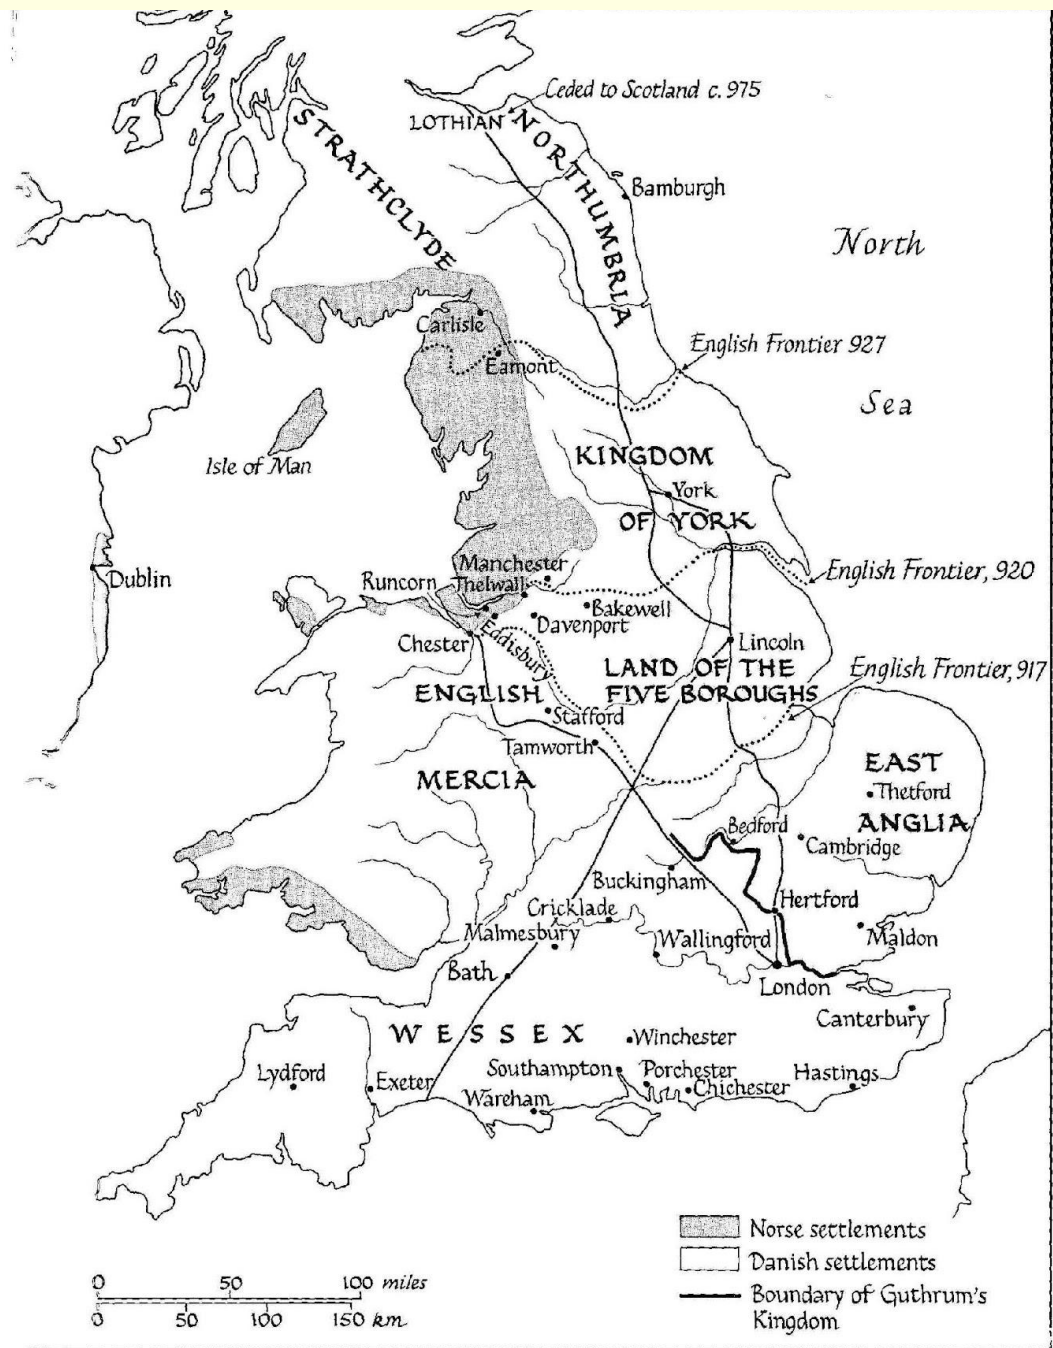 Ceded to Scotland c. 975
LOTHIAN
NORTHUMBRIA
STRATHCLYDE
Bamburgh
North
Sea
Carlisle
Eamont
English Frontier 927
Isle of Man
KINGDOM
OF YORK
York
Dublin
Manchester
Runcorn
Thelwall
English Frontier, 920
Bakewell
Davenport
Chester
Eddisbury
Lincoln
LAND OF THE
FIVE BOROUGHS
English Frontier, 917
ENGLISH
Stafford
Tamworth
MERCIA
EAST
Thetford
ANGLIA
Bedford
Cambridge
Buckingham
Hertford
Cricklade
Malmesbury
Wallingford
Maldon
Bath
London
Canterbury
WESSEX
Winchester
Lydford
Exeter
Southampton
Porchester
Hastings
Chichester
Wareham
Norse settlements
Danish settlements
Boundary of Guthrum's
Kingdom
0 50 100 miles
0 50 100 150 km